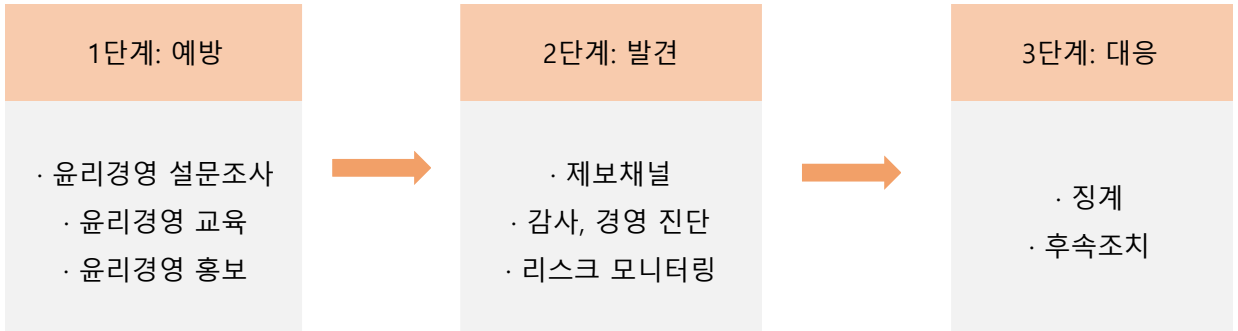 1단계: 예방
· 윤리경영 설문조사
· 윤리경영 교육
· 윤리경영 홍보
2단계: 발견
· 제보채널
· 감사, 경영 진단
· 리스크 모니터링
3단계: 대응
· 징계
· 후속조치